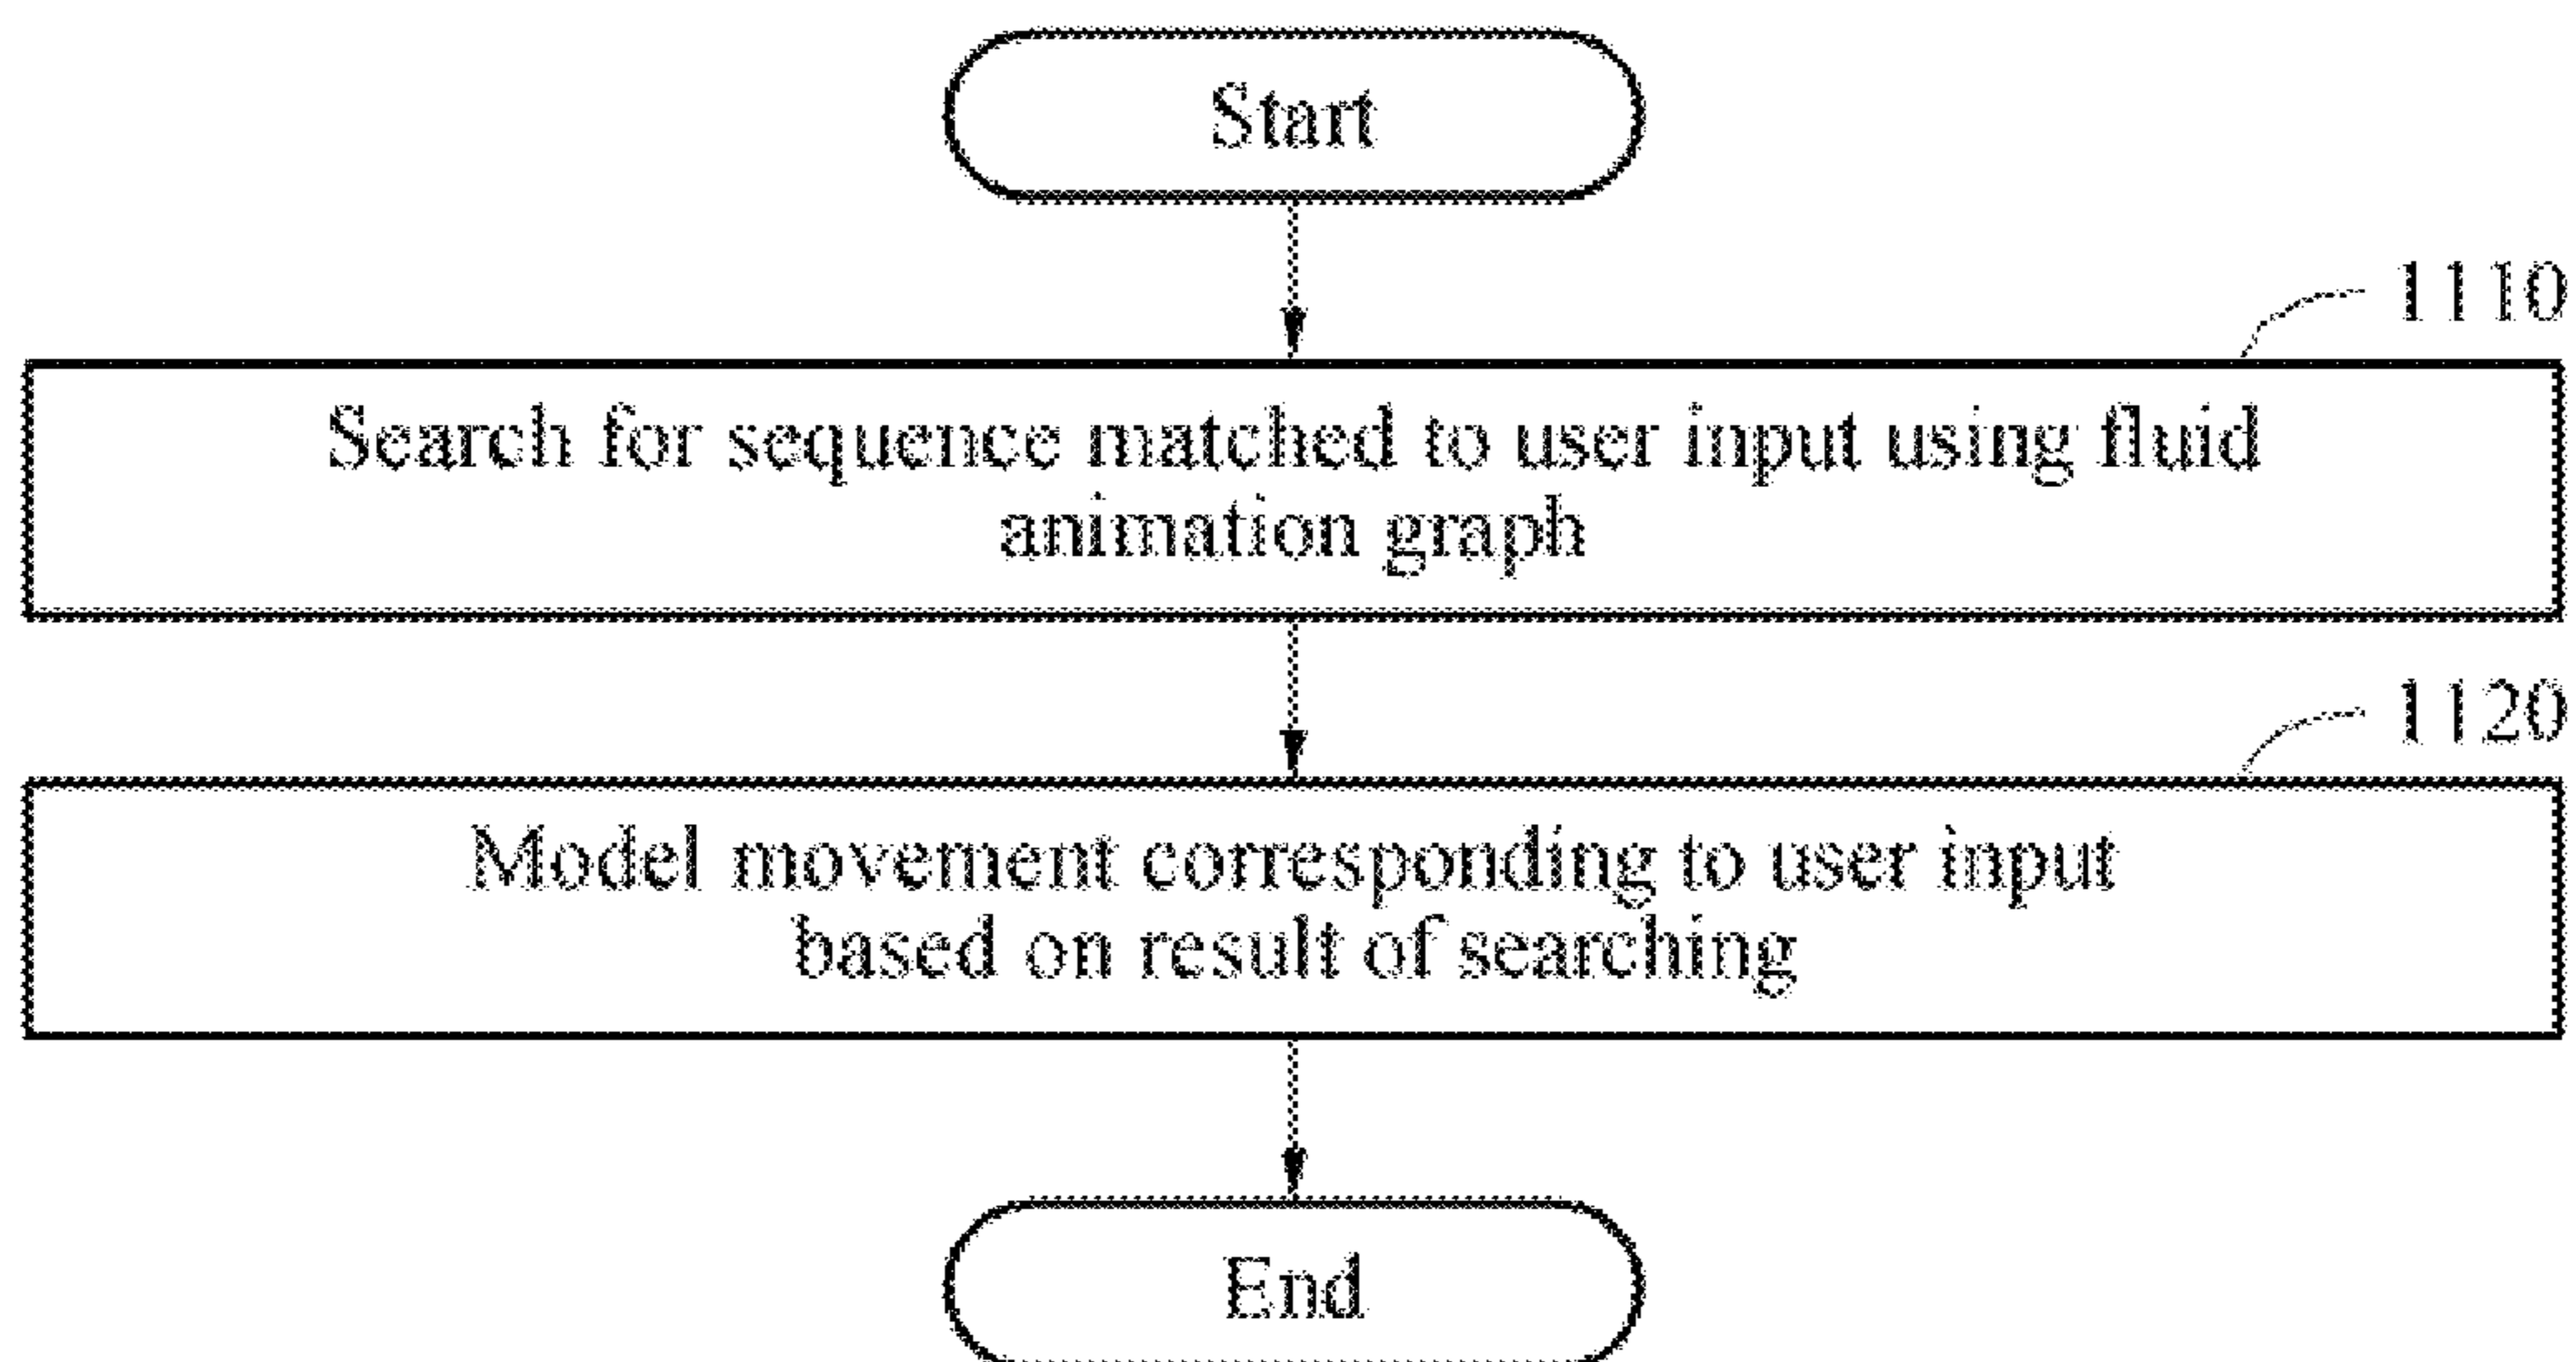 Start
1110
Search for sequence matched to user input using fluid
animation graph
1120
Model movement corresponding to user input
based on result of searching
End